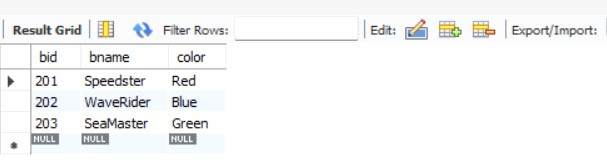 Result Grid Filter Rows: Edit: Export/Import:
bid bname color
201 Speedster Red
202 WaveRider Blue
203 SeaMaster Green
NULL NULL NULL